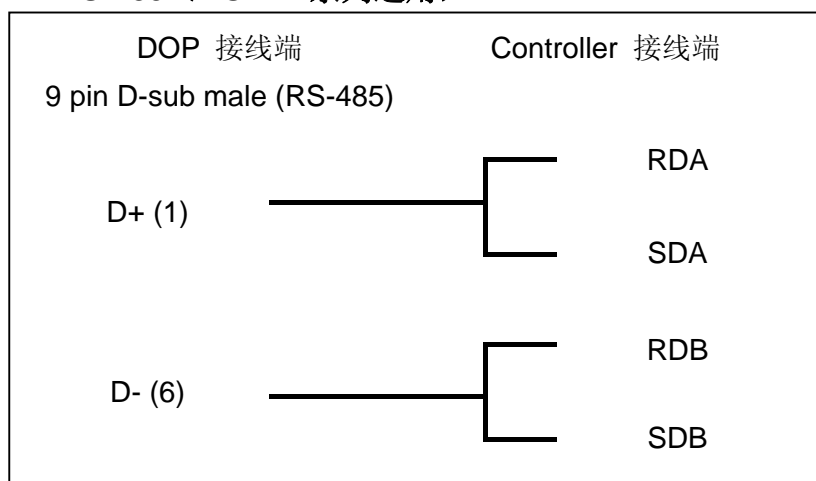 DOP 接线端 Controller 接线端
9 pin D-sub male (RS-485)
RDA
D+ (1)
SDA
RDB
D- (6)
SDB